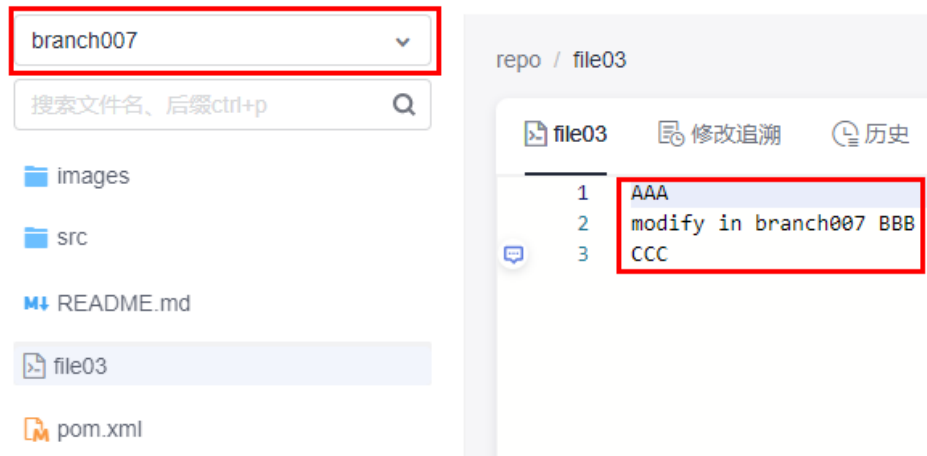 branch007
搜索文件名、后缀ctrl+p
images
src
M↓ README.md
file03
pom.xml
repo / file03
file03 修改追溯 历史
1 AAA
2 modify in branch007 BBB
3 CCC